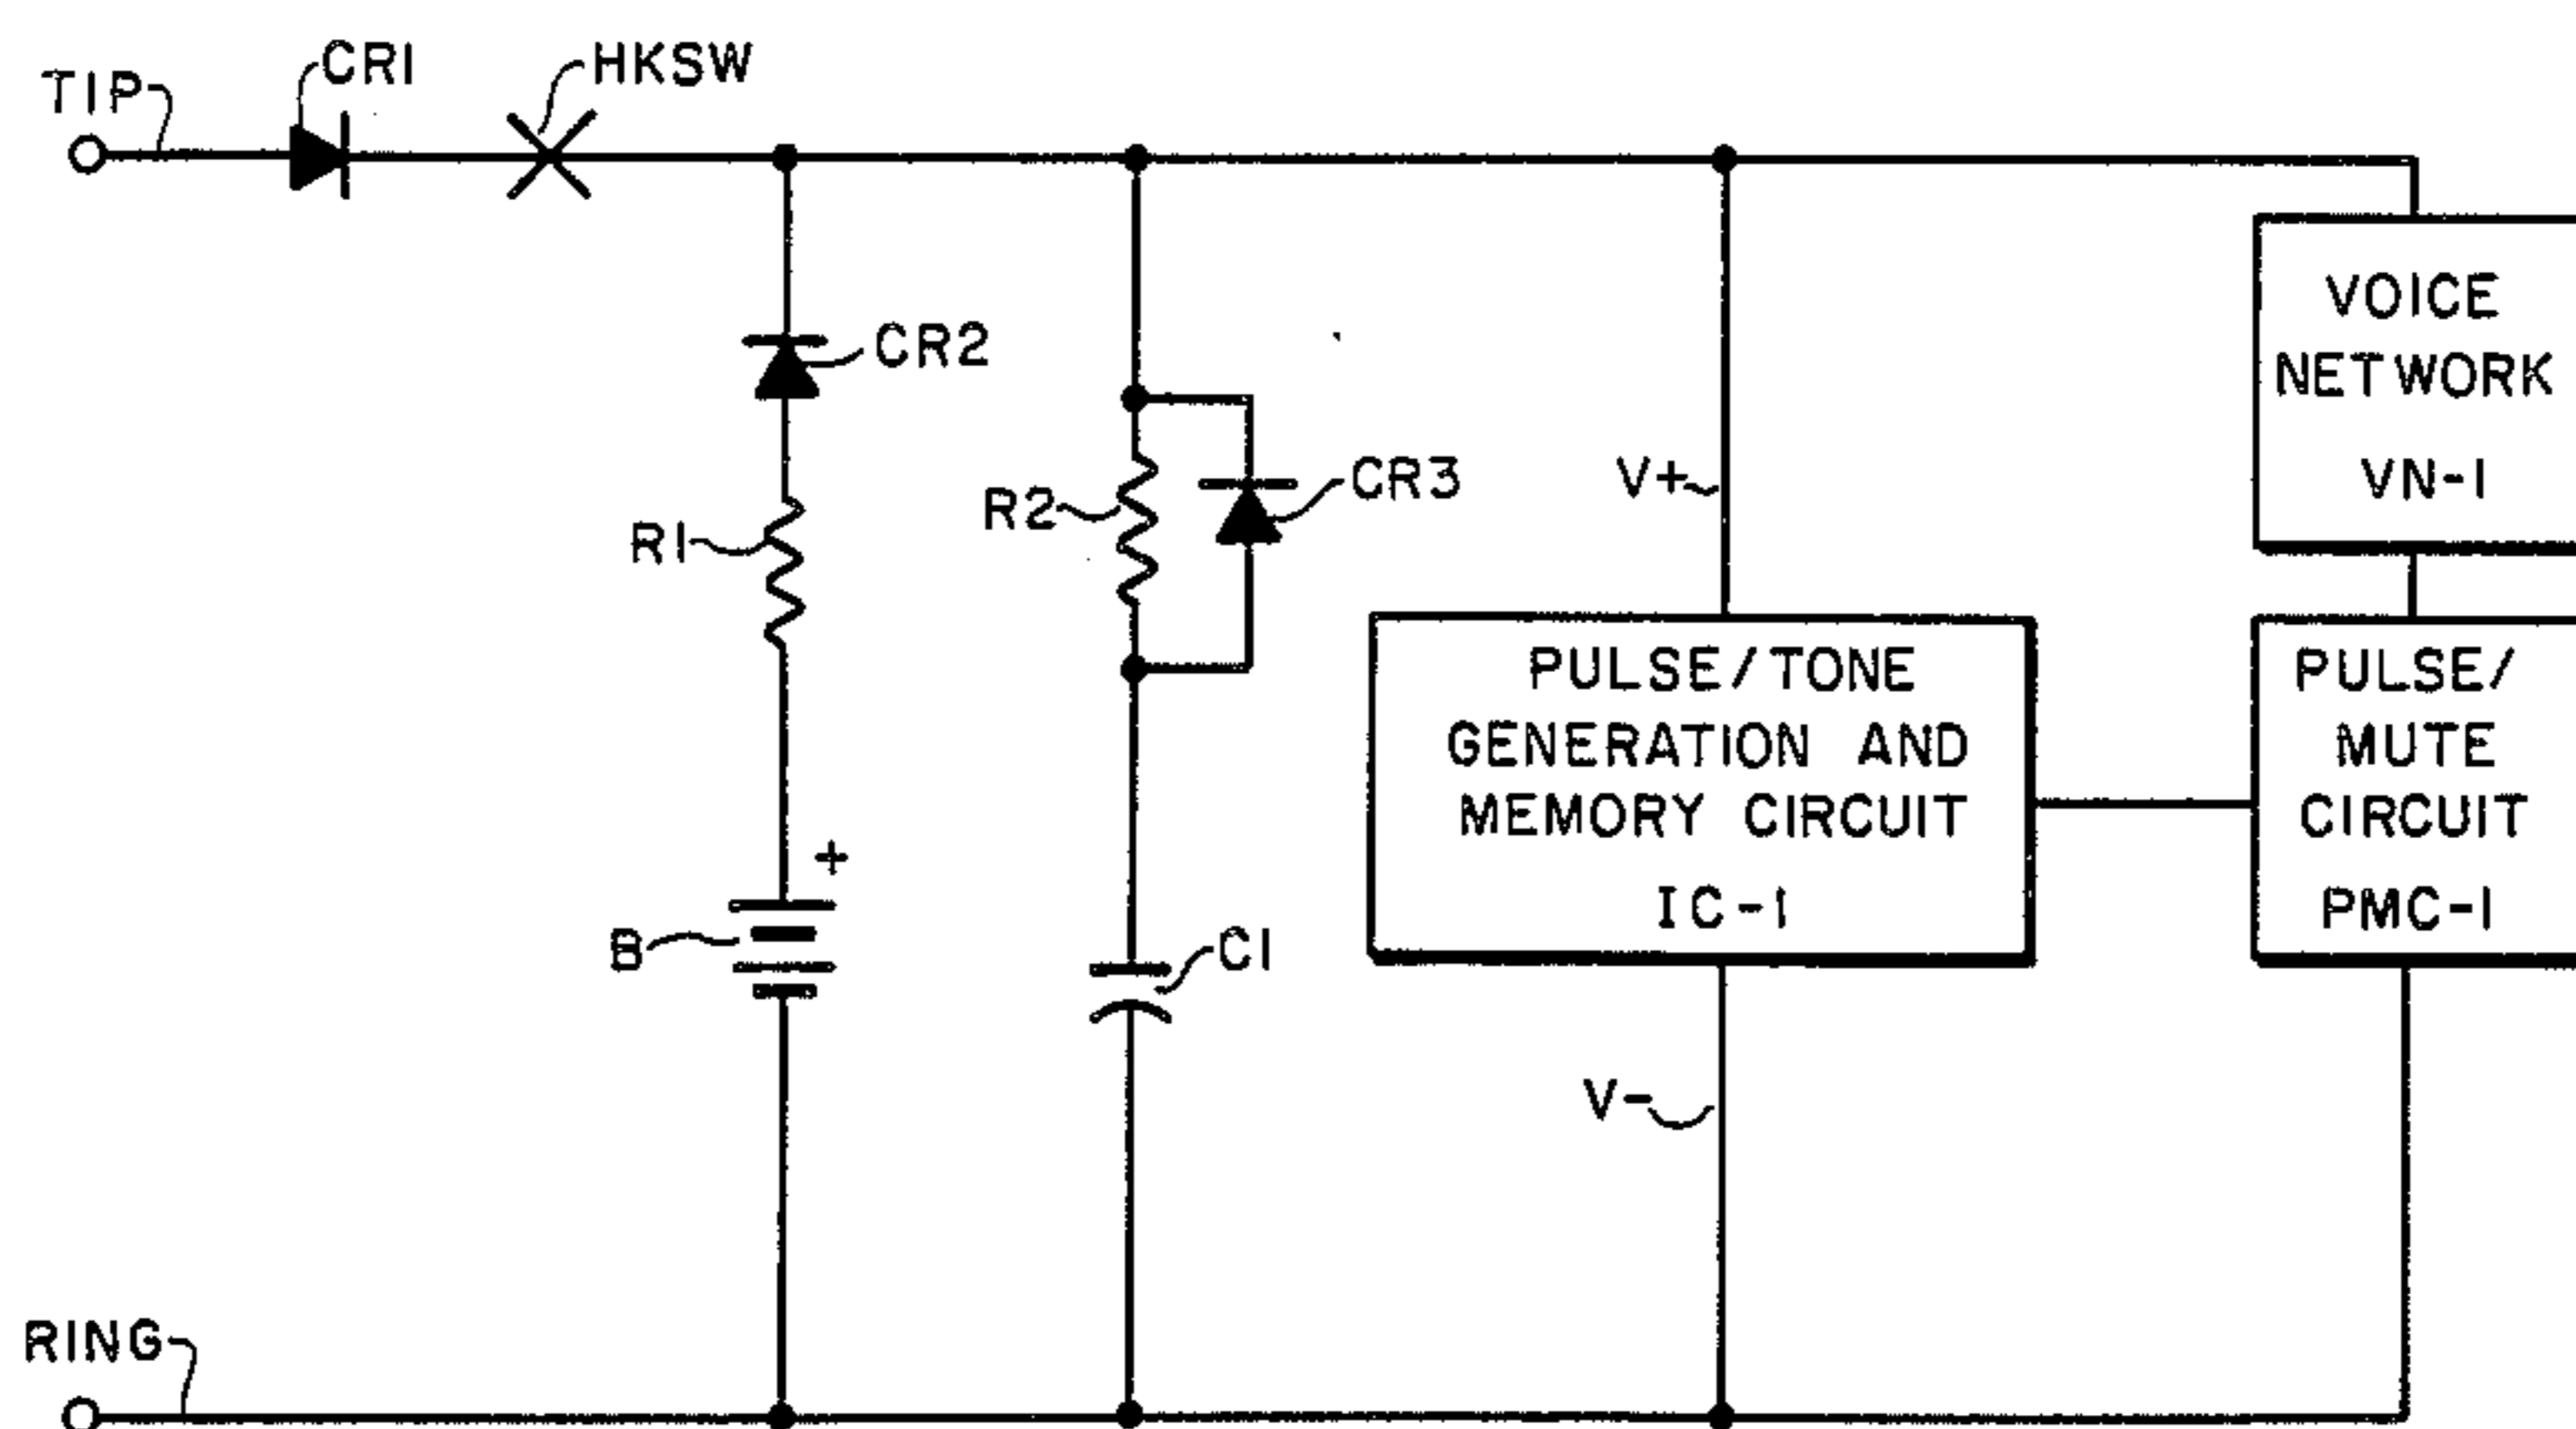 TIP
CR1
HKSW
CR2
R1
+
B
R2
CR3
C1
V+
V-
VOICE
NETWORK
VN-1
PULSE/TONE
GENERATION AND
MEMORY CIRCUIT
IC-1
PULSE/
MUTE
CIRCUIT
PMC-1
RING